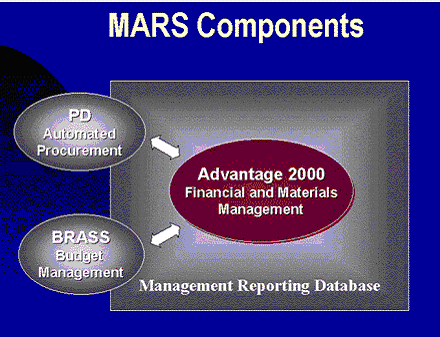 MARS Components
PD
Automated
Procurement
Advantage 2000
Financial and Materials
Management
BRASS
Budget
Management
Management Reporting Database